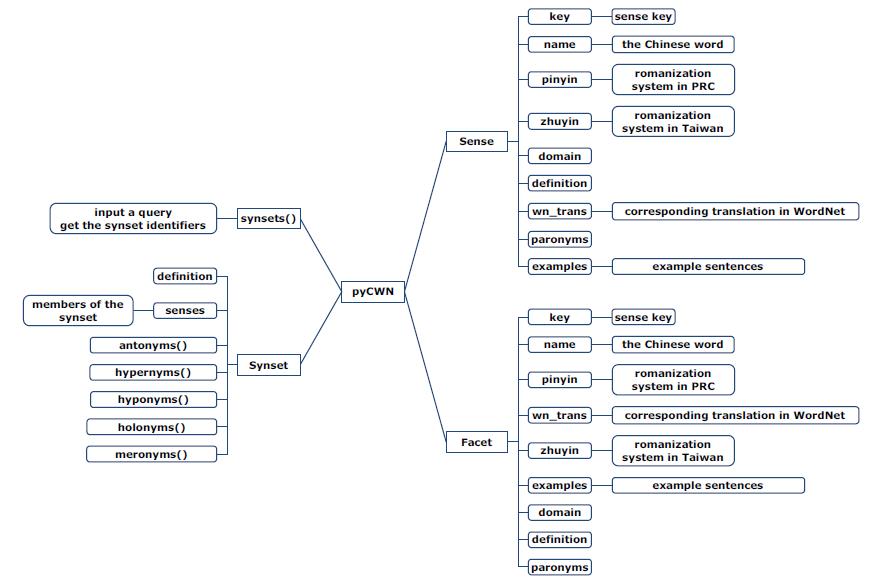 pyCWN
synsets()
input a query
get the synset identifiers
Synset
definition
senses
members of the
synset
antonyms()
hypernyms()
hyponyms()
holonyms()
meronyms()
Sense
key
sense key
name
the Chinese word
pinyin
romanization
system in PRC
zhuyin
romanization
system in Taiwan
domain
definition
wn_trans
corresponding translation in WordNet
paronyms
examples
example sentences
Facet
key
sense key
name
the Chinese word
pinyin
romanization
system in PRC
wn_trans
corresponding translation in WordNet
zhuyin
romanization
system in Taiwan
examples
example sentences
domain
definition
paronyms